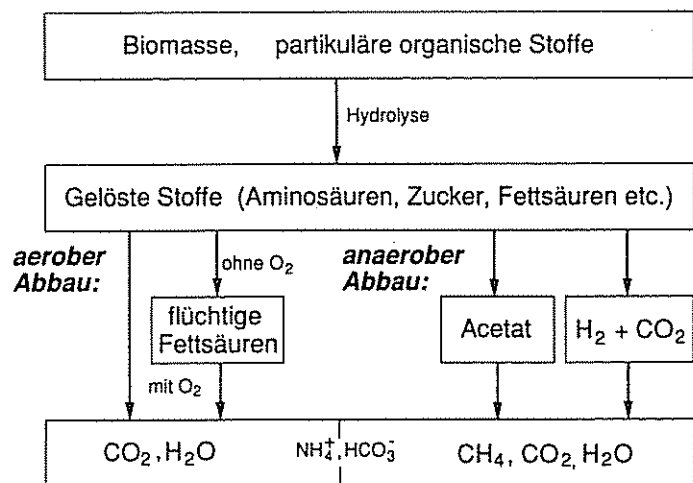 Biomasse, partikuläre organische Stoffe
Hydrolyse
Gelöste Stoffe (Aminosäuren, Zucker, Fettsäuren etc.)
aerober
Abbau:
ohne O₂
anaerober
Abbau:
flüchtige
Fettsäuren
Acetat
H₂ + CO₂
mit O₂
CO₂, H₂O
NH₄⁺, HCO₃⁻
CH₄, CO₂, H₂O